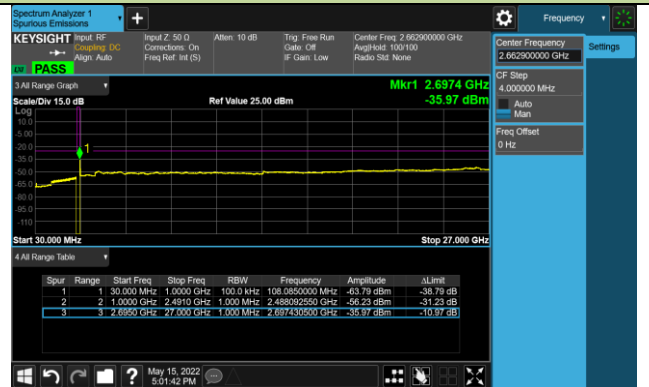 Spectrum Analyzer 1
Spurious Emissions
Frequency
KEYSIGHT
Input: RF
Coupling: DC
Align: Auto
Input Z: 50 Ω
Corrections: On
Freq Ref: Int (S)
Atten: 10 dB
Trig: Free Run
Gate: Off
IF Gain: Low
Center Freq: 2.662900000 GHz
Avg|Hold: 100/100
Radio Std: None
PASS
Center Frequency
2.662900000 GHz
Settings
CF Step
4.000000 MHz
Auto
Man
Freq Offset
0 Hz
3 All Range Graph
Mkr1 2.6974 GHz
Scale/Div 15.0 dB
Ref Value 25.00 dBm
-35.97 dBm
Log
10.0
-5.00
-20.0
-35.0
-50.0
-65.0
-80.0
-95.0
-110
1
Start 30.000 MHz
Stop 27.000 GHz
4 All Range Table
Spur Range Start Freq Stop Freq RBW Frequency Amplitude ΔLimit
1 1 30.000 MHz 1.0000 GHz 100.0 kHz 108.0850000 MHz -63.79 dBm -38.79 dB
2 2 1.0000 GHz 2.4910 GHz 1.000 MHz 2.488092550 GHz -56.23 dBm -31.23 dB
3 3 2.6950 GHz 27.000 GHz 1.000 MHz 2.697430500 GHz -35.97 dBm -10.97 dB
May 15, 2022
5:01:42 PM